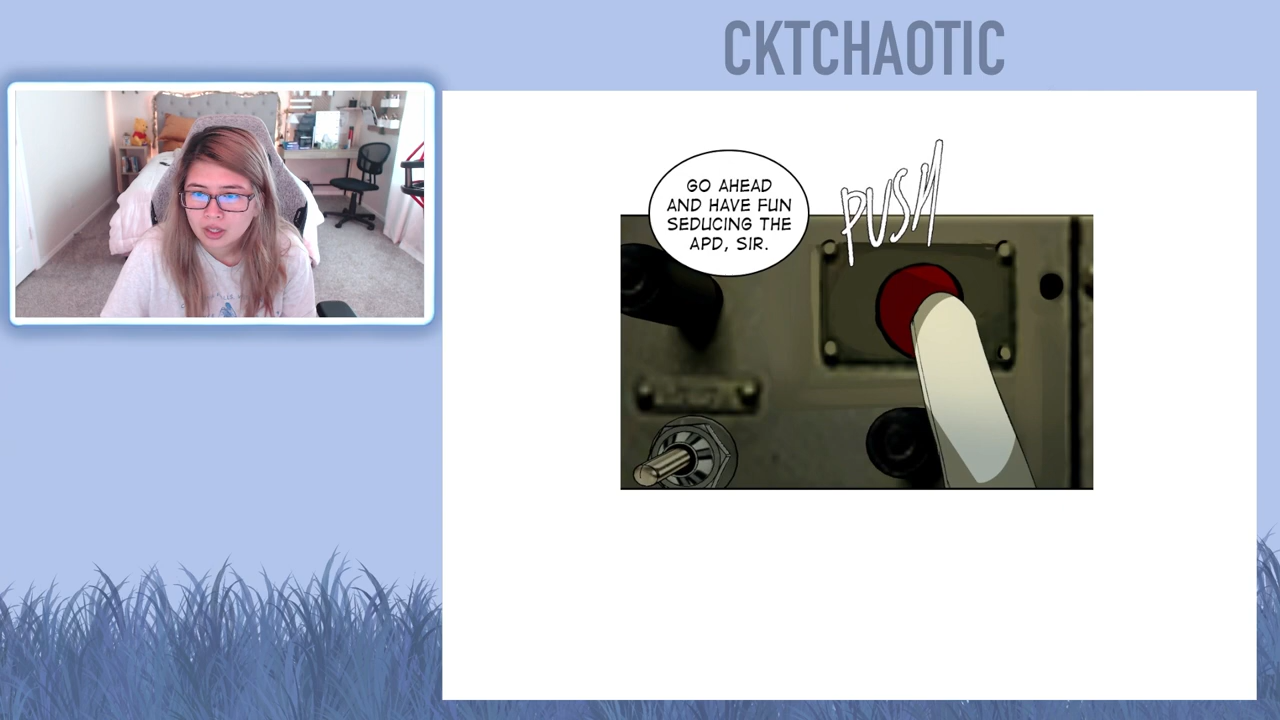 CKTCHAOTIC
GO AHEAD
AND HAVE FUN
SEDUCING THE
APD, SIR.
PUSH